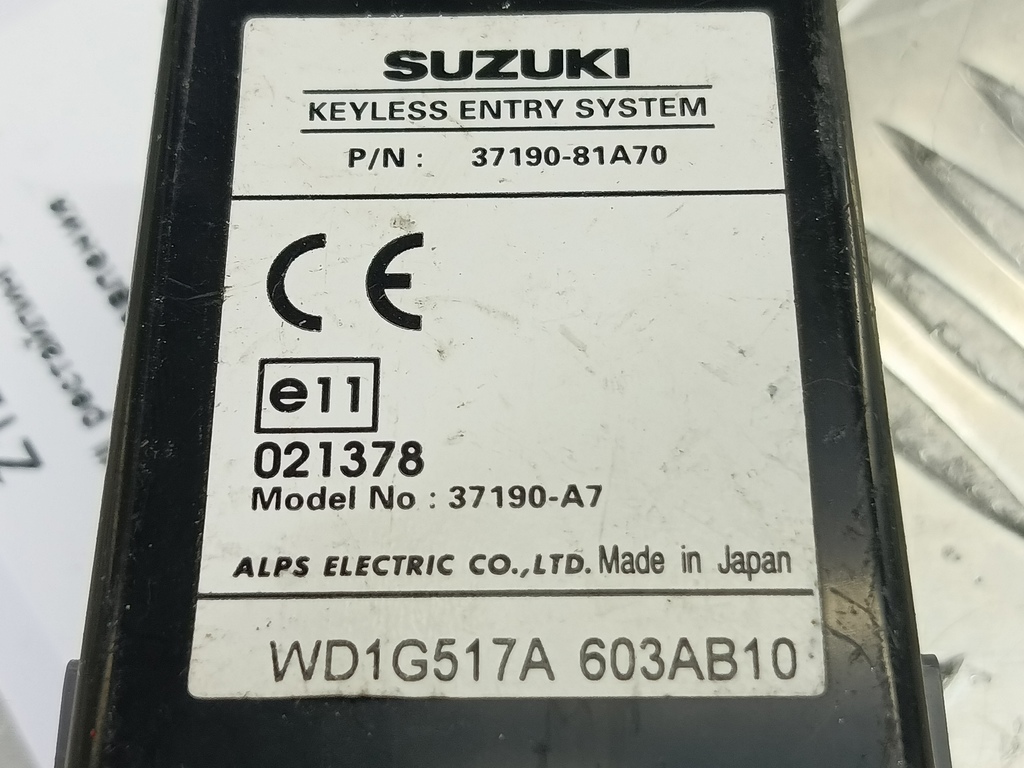 SUZUKI
KEYLESS ENTRY SYSTEM
P/N : 37190-81A70
CE
e11
021378
Model No : 37190-A7
ALPS ELECTRIC CO.,LTD. Made in Japan
WD1G517A 603AB10